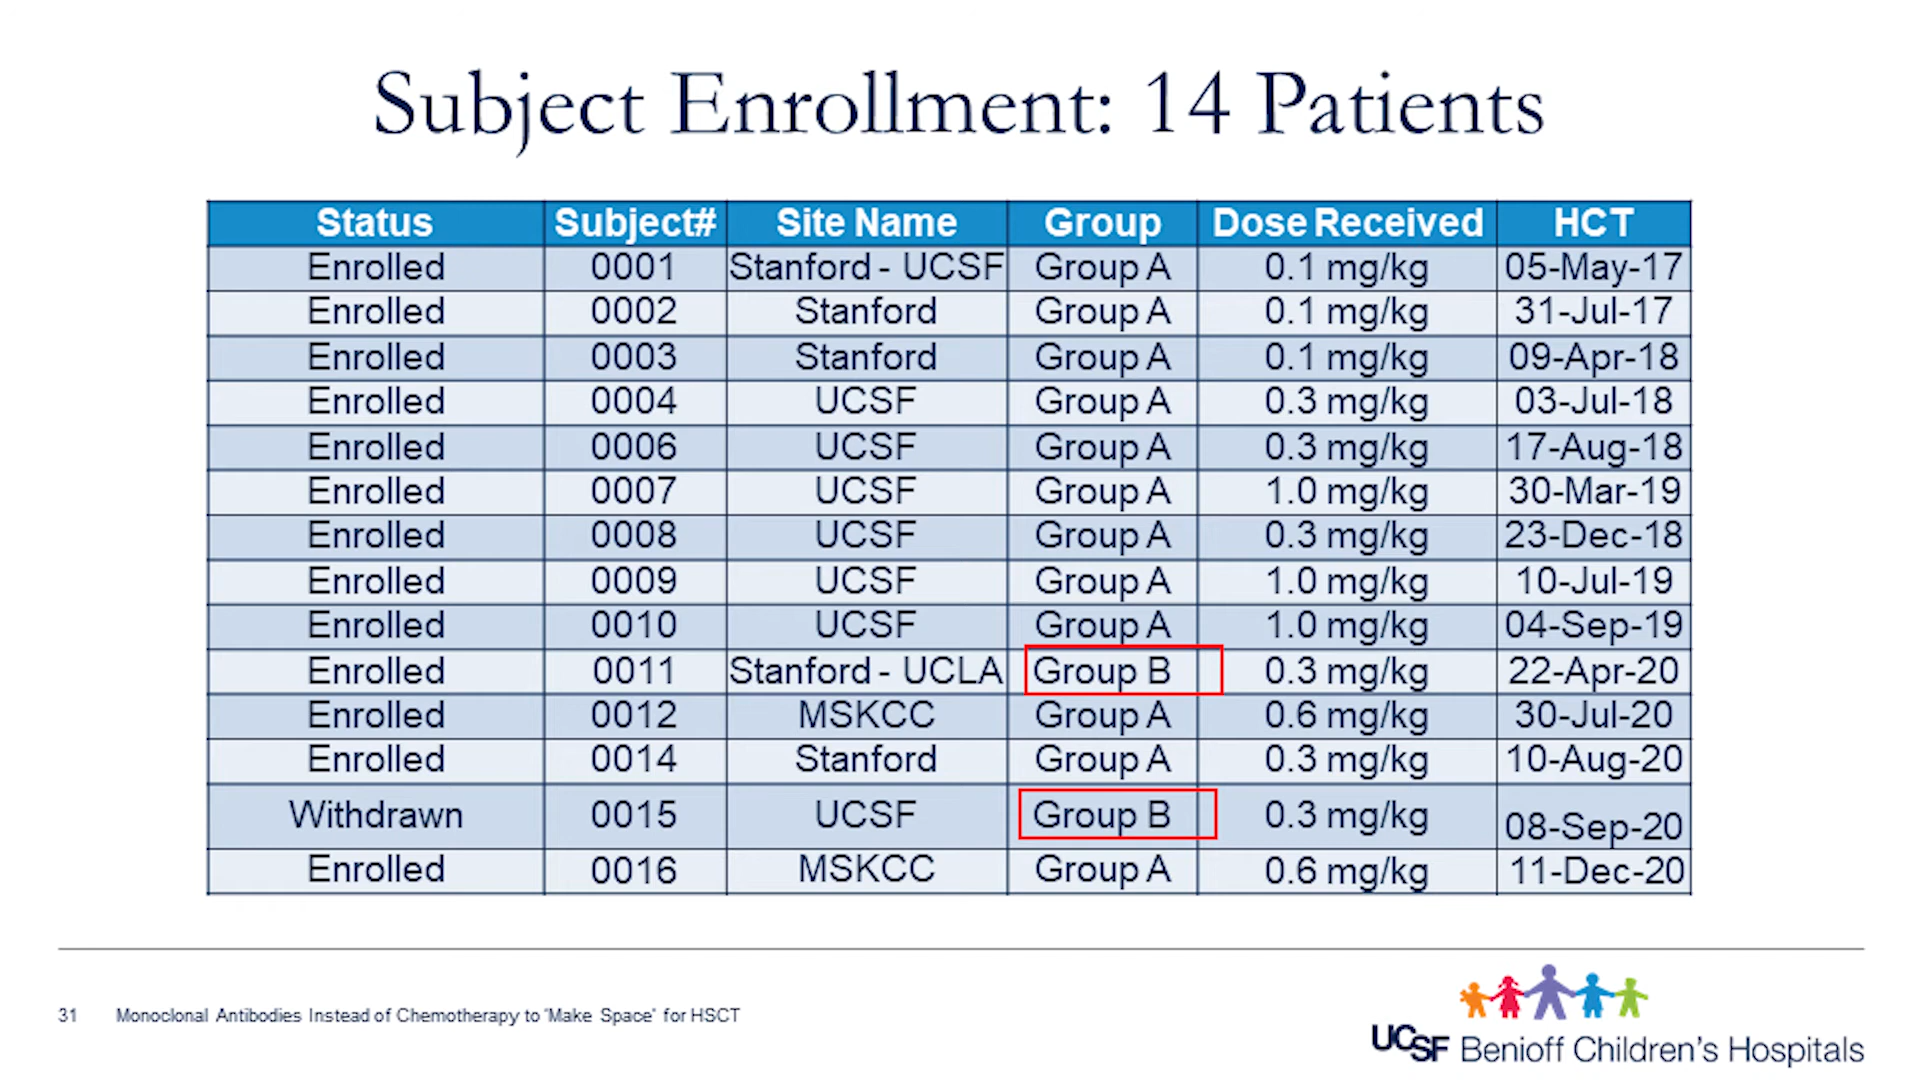 Subject Enrollment: 14 Patients
Status Subject# Site Name Group Dose Received HCT
Enrolled 0001 Stanford - UCSF Group A 0.1 mg/kg 05-May-17
Enrolled 0002 Stanford Group A 0.1 mg/kg 31-Jul-17
Enrolled 0003 Stanford Group A 0.1 mg/kg 09-Apr-18
Enrolled 0004 UCSF Group A 0.3 mg/kg 03-Jul-18
Enrolled 0006 UCSF Group A 0.3 mg/kg 17-Aug-18
Enrolled 0007 UCSF Group A 1.0 mg/kg 30-Mar-19
Enrolled 0008 UCSF Group A 0.3 mg/kg 23-Dec-18
Enrolled 0009 UCSF Group A 1.0 mg/kg 10-Jul-19
Enrolled 0010 UCSF Group A 1.0 mg/kg 04-Sep-19
Enrolled 0011 Stanford - UCLA Group B 0.3 mg/kg 22-Apr-20
Enrolled 0012 MSKCC Group A 0.6 mg/kg 30-Jul-20
Enrolled 0014 Stanford Group A 0.3 mg/kg 10-Aug-20
Withdrawn 0015 UCSF Group B 0.3 mg/kg 08-Sep-20
Enrolled 0016 MSKCC Group A 0.6 mg/kg 11-Dec-20
31 Monoclonal Antibodies Instead of Chemotherapy to 'Make Space' for HSCT
UCSF Benioff Children's Hospitals